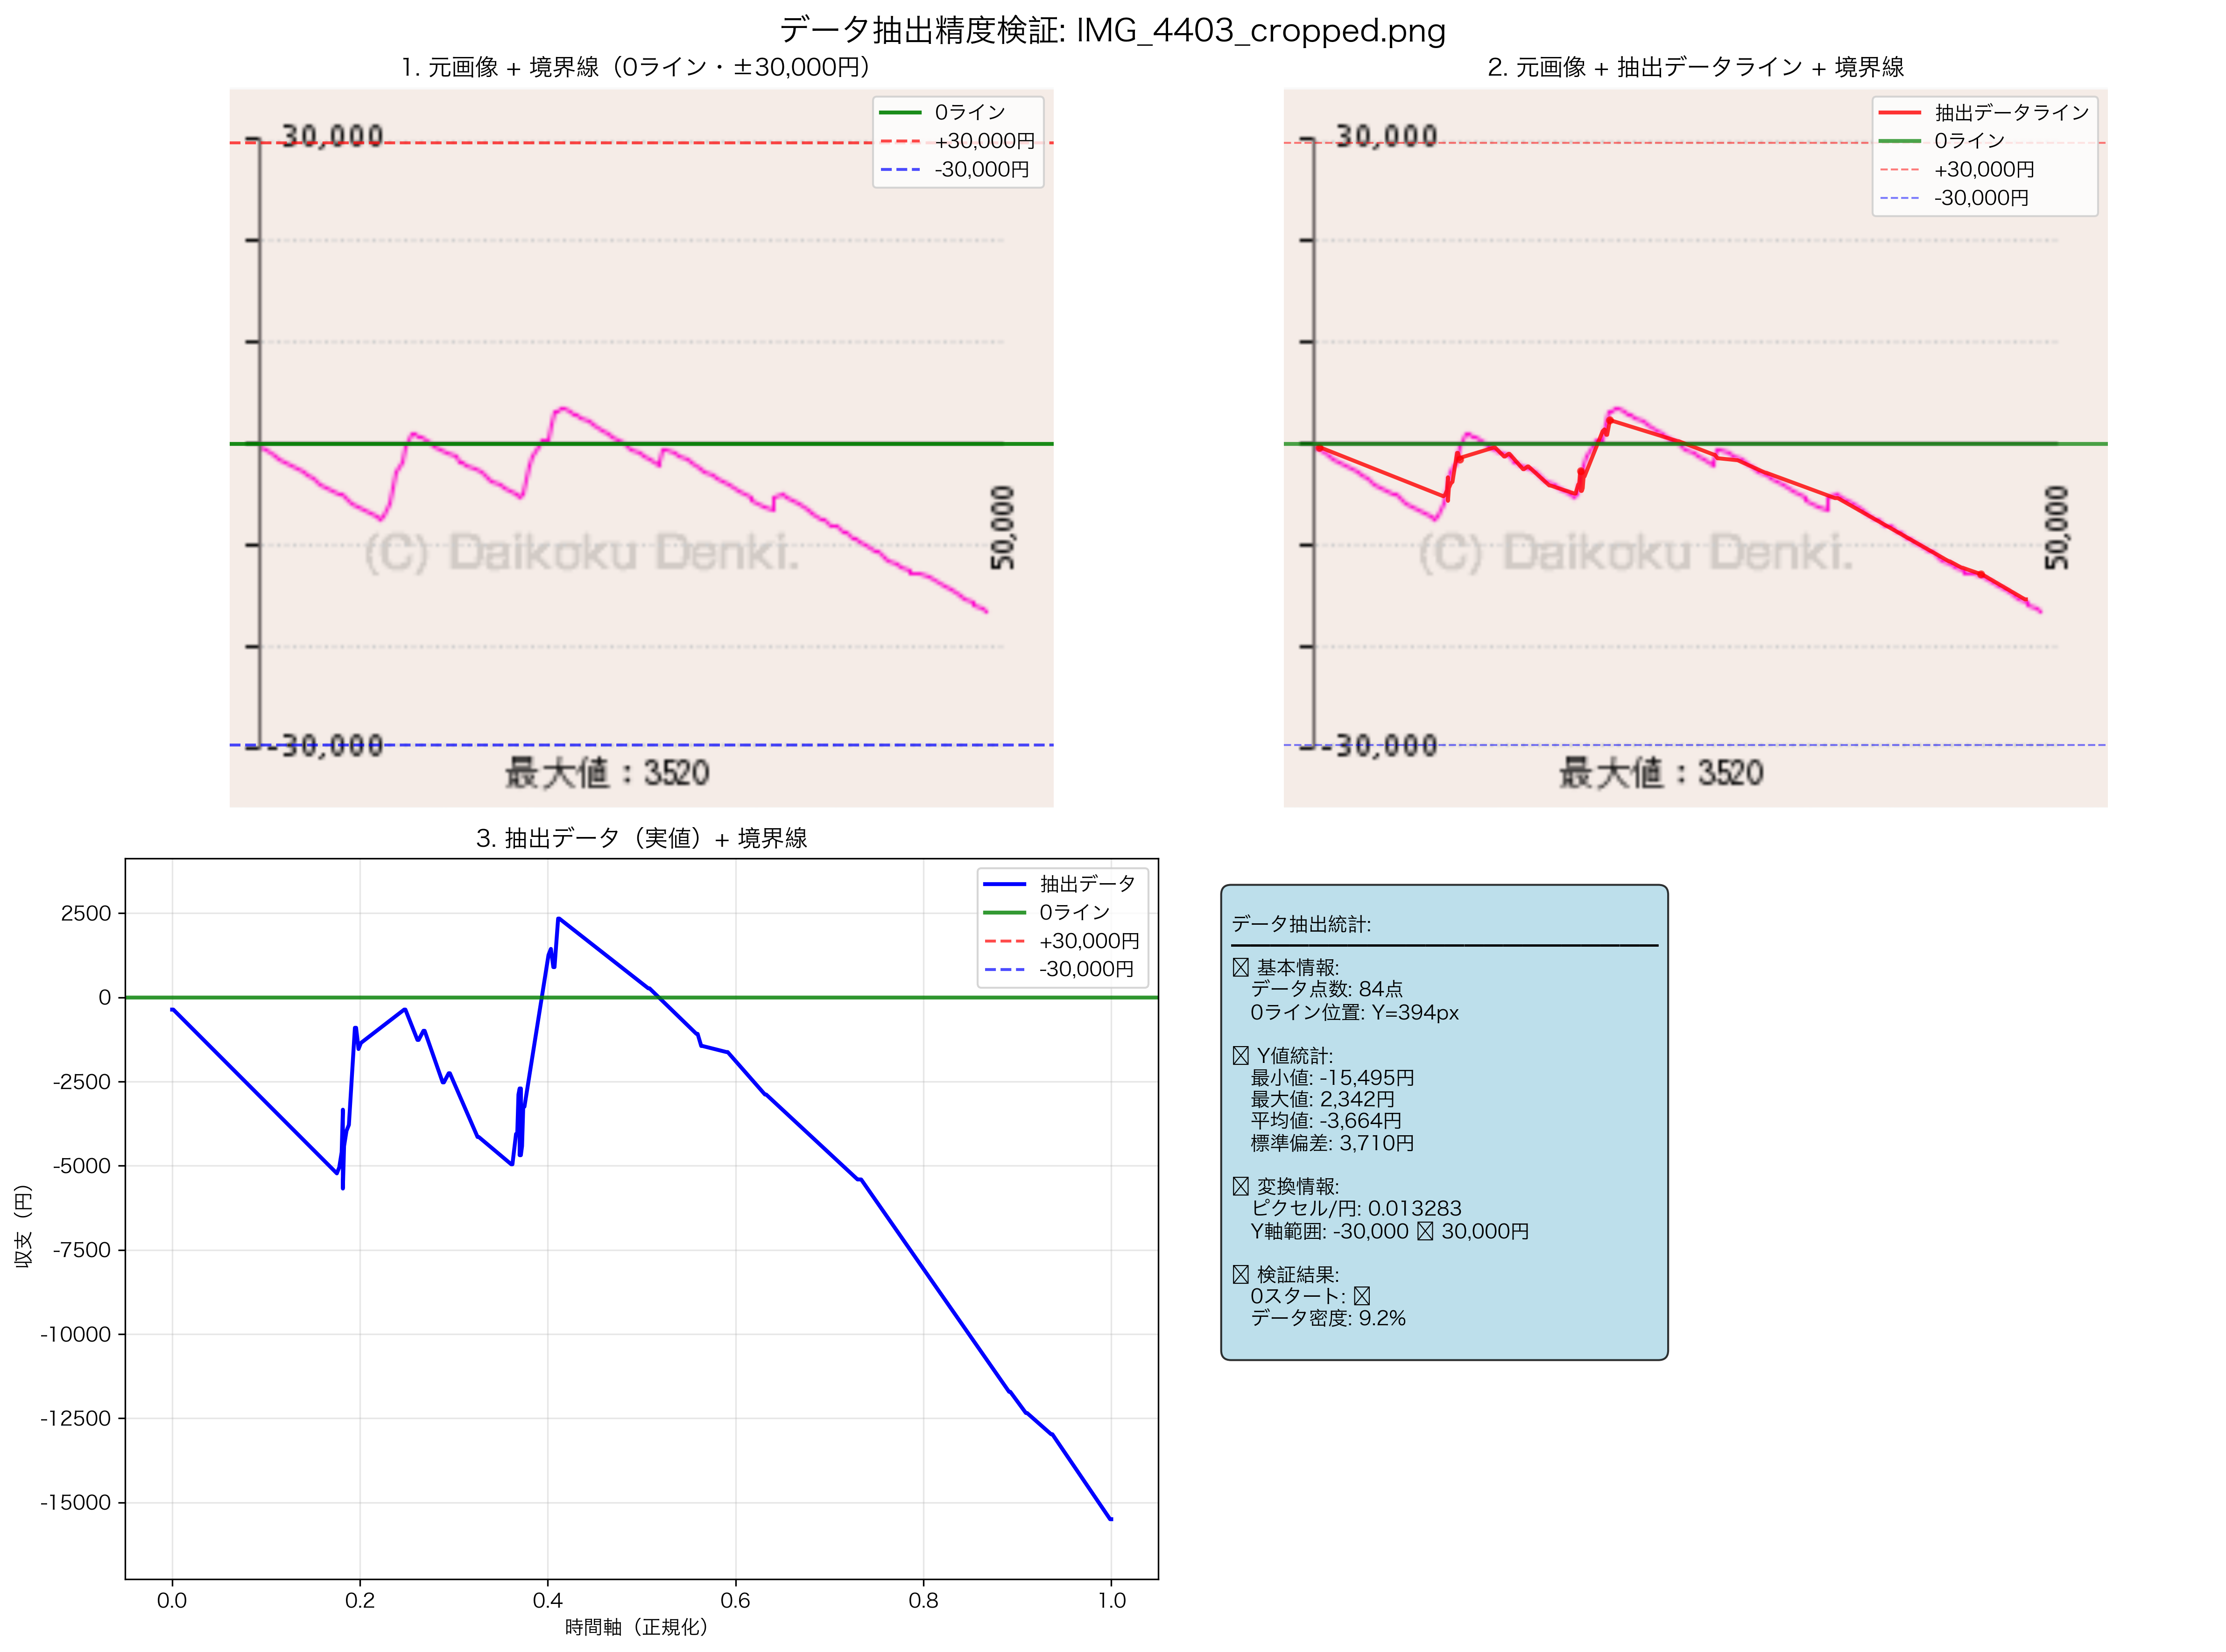 データ抽出精度検証: IMG_4403_cropped.png
1. 元画像 + 境界線（0ライン・±30,000円）
0ライン
+30,000円
-30,000円
30,000
50,000
(C) Daikoku Denki.
-30,000
最大値：3520
2. 元画像 + 抽出データライン + 境界線
抽出データライン
0ライン
+30,000円
-30,000円
30,000
50,000
(C) Daikoku Denki.
-30,000
最大値：3520
3. 抽出データ（実値）+ 境界線
抽出データ
0ライン
+30,000円
-30,000円
2500
0
-2500
-5000
-7500
-10000
-12500
-15000
収支（円）
0.0 0.2 0.4 0.6 0.8 1.0
時間軸（正規化）
データ抽出統計:
基本情報:
データ点数: 84点
0ライン位置: Y=394px
Y値統計:
最小値: -15,495円
最大値: 2,342円
平均値: -3,664円
標準偏差: 3,710円
変換情報:
ピクセル/円: 0.013283
Y軸範囲: -30,000 30,000円
検証結果:
0スタート:
データ密度: 9.2%